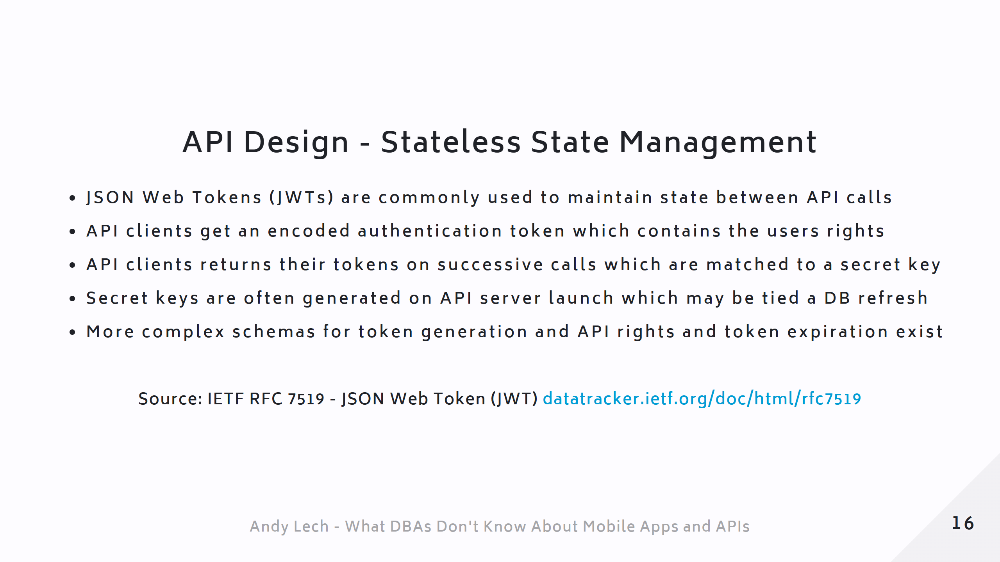 API Design - Stateless State Management
• JSON Web Tokens (JWTs) are commonly used to maintain state between API calls
• API clients get an encoded authentication token which contains the users rights
• API clients returns their tokens on successive calls which are matched to a secret key
• Secret keys are often generated on API server launch which may be tied a DB refresh
• More complex schemas for token generation and API rights and token expiration exist
Source: IETF RFC 7519 - JSON Web Token (JWT) datatracker.ietf.org/doc/html/rfc7519
Andy Lech - What DBAs Don't Know About Mobile Apps and APIs
16